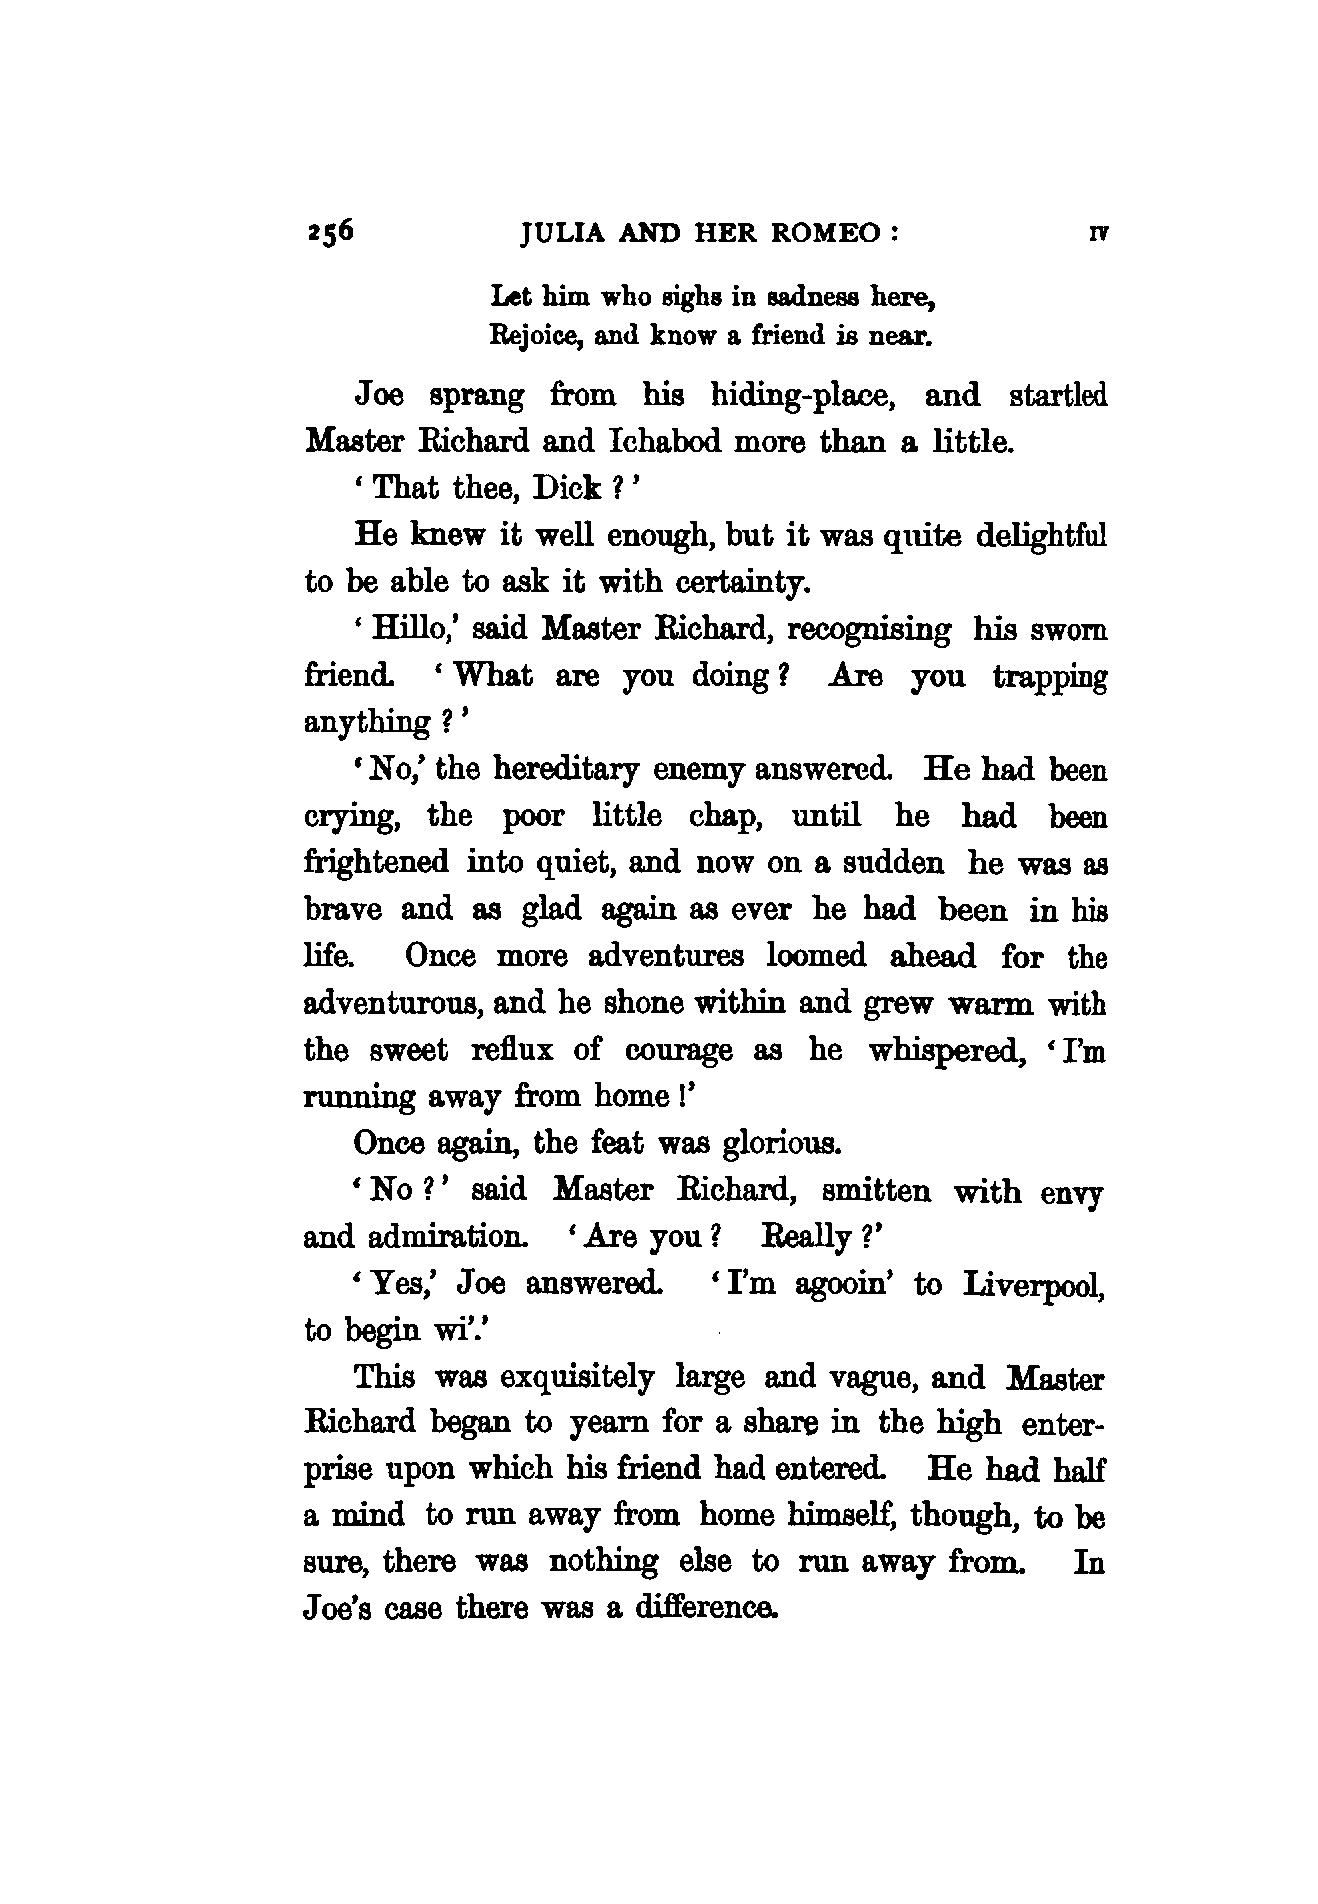 256 JULIA AND HER ROMEO : IV
Let him who sighs in sadness here,
Rejoice, and know a friend is near.
Joe sprang from his hiding-place, and startled
Master Richard and Ichabod more than a little.
‘ That thee, Dick ? ’
He knew it well enough, but it was quite delightful
to be able to ask it with certainty.
‘ Hillo,’ said Master Richard, recognising his sworn
friend. ‘ What are you doing ? Are you trapping
anything ? ’
‘ No,’ the hereditary enemy answered. He had been
crying, the poor little chap, until he had been
frightened into quiet, and now on a sudden he was as
brave and as glad again as ever he had been in his
life. Once more adventures loomed ahead for the
adventurous, and he shone within and grew warm with
the sweet reflux of courage as he whispered, ‘ I’m
running away from home !’
Once again, the feat was glorious.
‘ No ? ’ said Master Richard, smitten with envy
and admiration. ‘ Are you ? Really ?’
‘ Yes,’ Joe answered. ‘ I’m agooin’ to Liverpool,
to begin wi’.’
This was exquisitely large and vague, and Master
Richard began to yearn for a share in the high enter-
prise upon which his friend had entered. He had half
a mind to run away from home himself, though, to be
sure, there was nothing else to run away from. In
Joe’s case there was a difference.